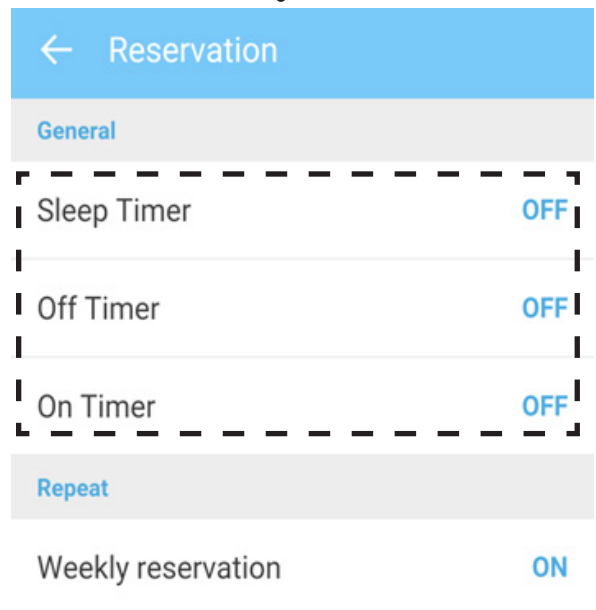 ← Reservation
General
Sleep Timer OFF
Off Timer OFF
On Timer OFF
Repeat
Weekly reservation ON